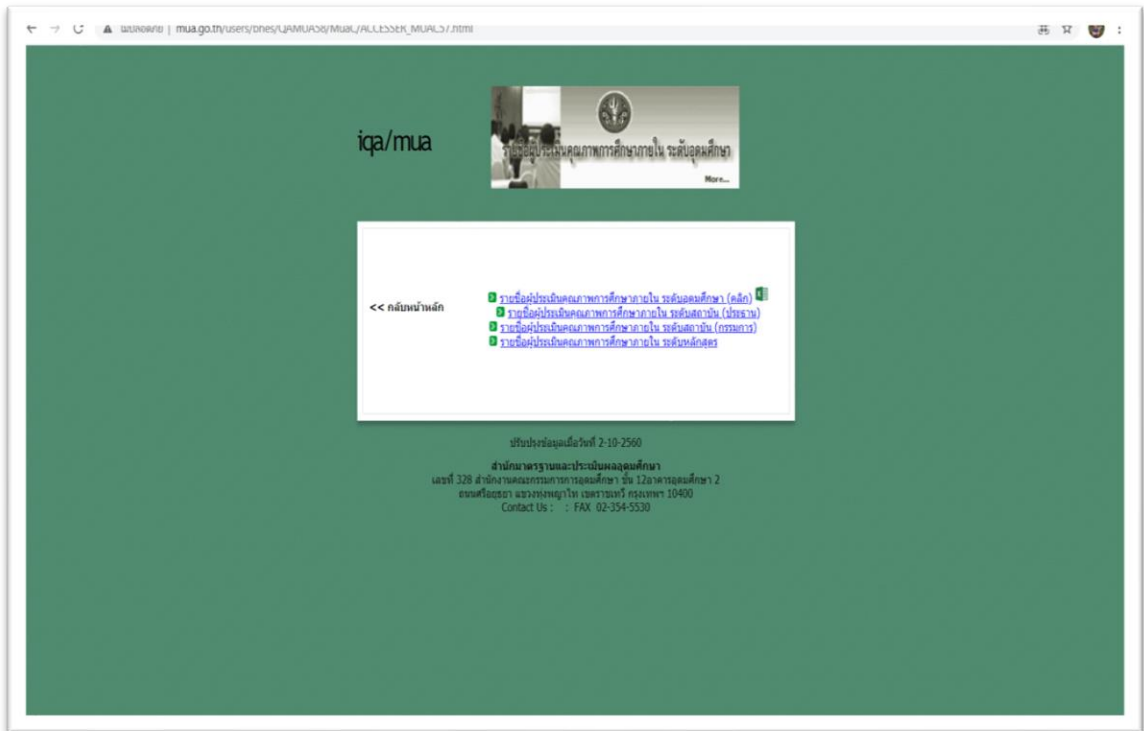 mua.go.th/users/bhes/QAMUA58/MuaC/ACCESSER_MUAC57.html
iqa/mua
รายชื่อผู้ประเมินคุณภาพการศึกษาภายใน ระดับอุดมศึกษา
More...
<< กลับหน้าหลัก
รายชื่อผู้ประเมินคุณภาพการศึกษาภายใน ระดับอุดมศึกษา (คลิก)
รายชื่อผู้ประเมินคุณภาพการศึกษาภายใน ระดับสถาบัน (ประธาน)
รายชื่อผู้ประเมินคุณภาพการศึกษาภายใน ระดับสถาบัน (กรรมการ)
รายชื่อผู้ประเมินคุณภาพการศึกษาภายใน ระดับหลักสูตร
ปรับปรุงข้อมูลเมื่อวันที่ 2-10-2560
สำนักมาตรฐานและประเมินผลอุดมศึกษา
เลขที่ 328 สำนักงานคณะกรรมการการอุดมศึกษา ชั้น 12อาคารอุดมศึกษา 2
ถนนศรีอยุธยา แขวงทุ่งพญาไท เขตราชเทวี กรุงเทพฯ 10400
Contact Us : : FAX 02-354-5530